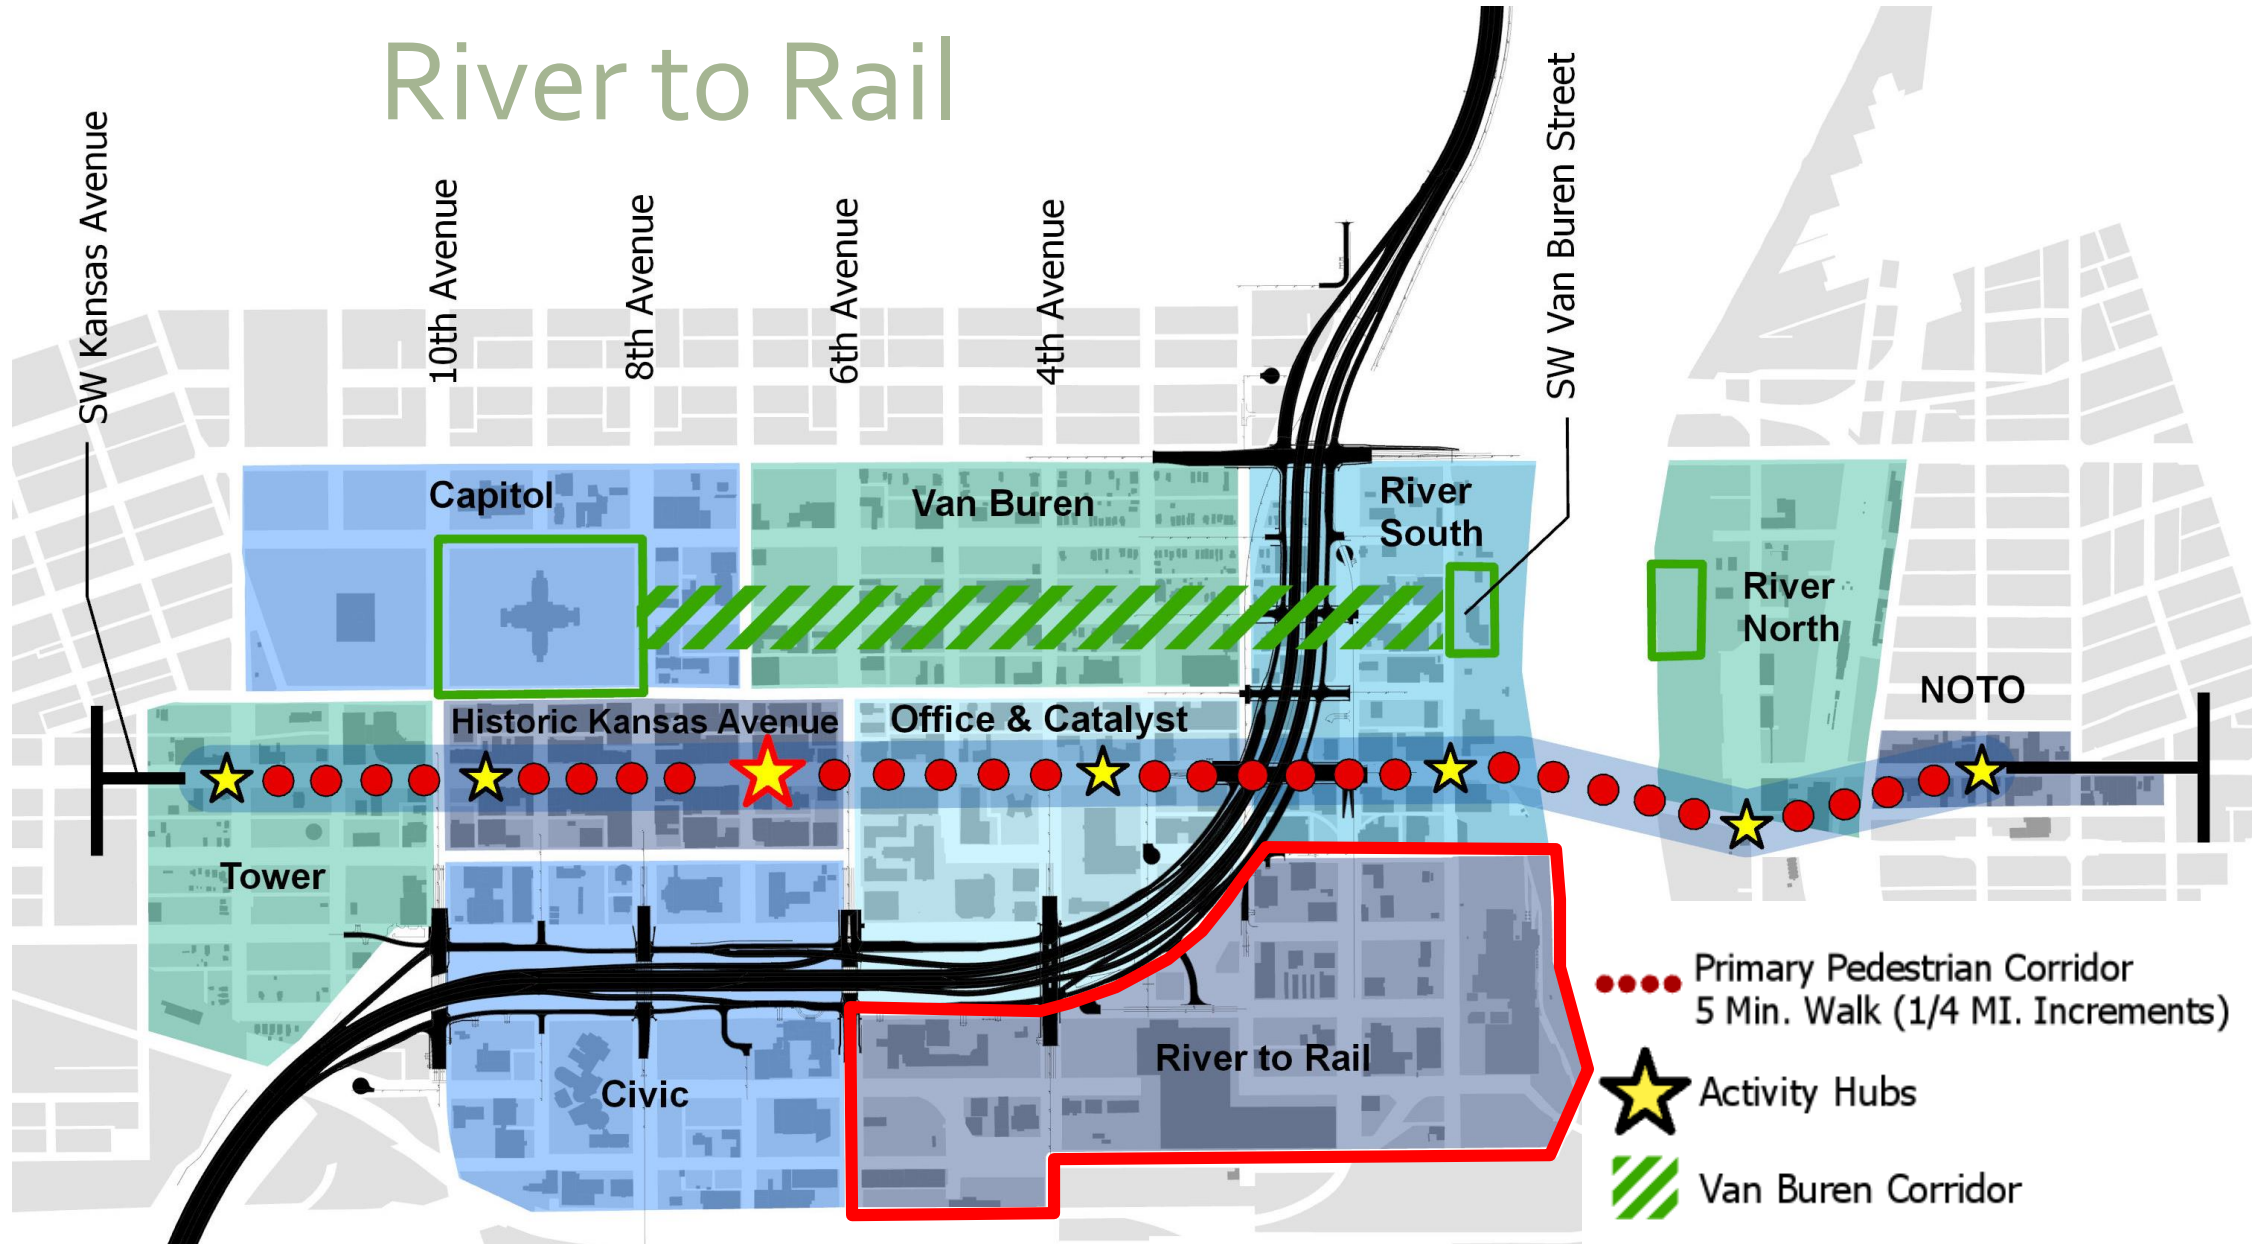 River to Rail
SW Kansas Avenue
10th Avenue
8th Avenue
6th Avenue
4th Avenue
SW Van Buren Street
Capitol
Van Buren
River
South
River
North
NOTO
Historic Kansas Avenue
Office & Catalyst
Tower
Civic
River to Rail
Primary Pedestrian Corridor
5 Min. Walk (1/4 MI. Increments)
Activity Hubs
Van Buren Corridor